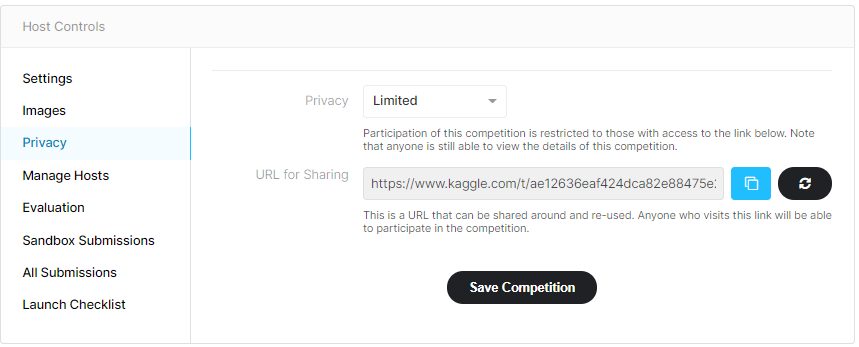 Host Controls
Settings
Images
Privacy
Manage Hosts
Evaluation
Sandbox Submissions
All Submissions
Launch Checklist
Privacy
Limited
Participation of this competition is restricted to those with access to the link below. Note
that anyone is still able to view the details of this competition.
URL for Sharing
https://www.kaggle.com/t/ae12636eaf424dca82e88475e
This is a URL that can be shared around and re-used. Anyone who visits this link will be able
to participate in the competition.
Save Competition